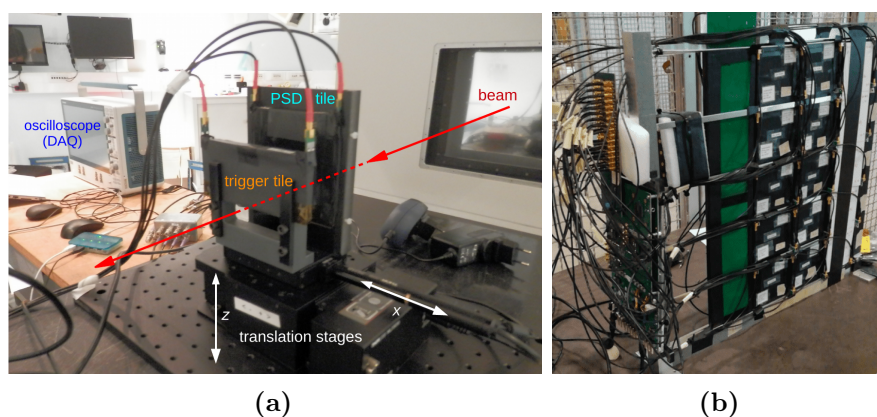 PSD tile
beam
oscilloscope
(DAQ)
trigger tile
z
x
translation stages
(a)
(b)